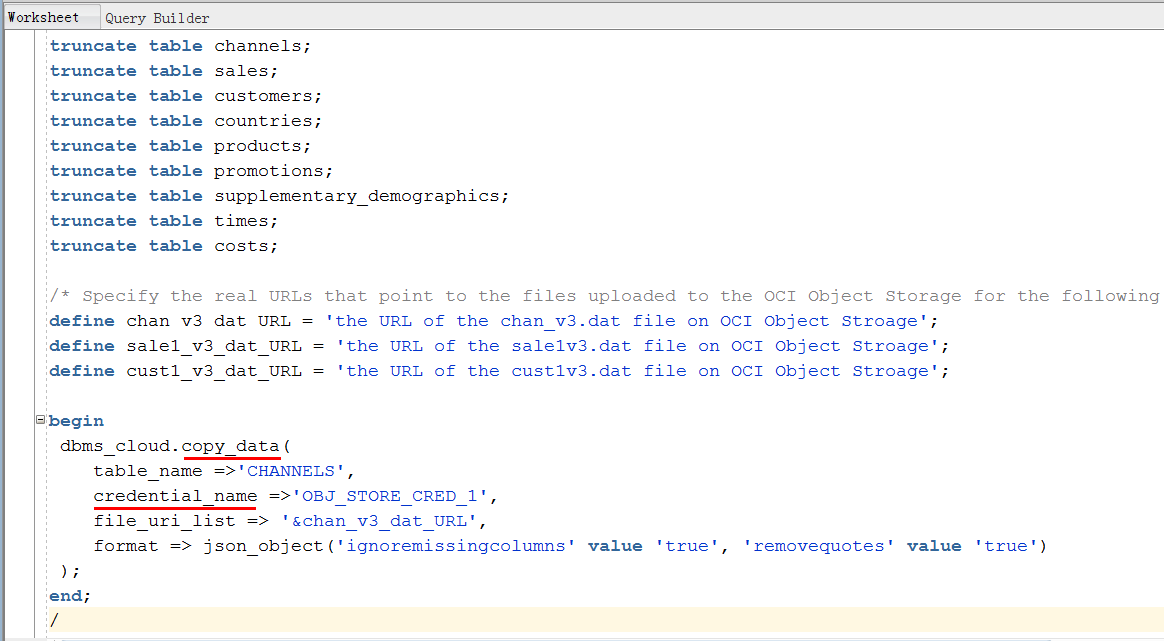 Worksheet Query Builder
truncate table channels;
truncate table sales;
truncate table customers;
truncate table countries;
truncate table products;
truncate table promotions;
truncate table supplementary_demographics;
truncate table times;
truncate table costs;
/* Specify the real URLs that point to the files uploaded to the OCI Object Storage for the following
define chan v3 dat URL = 'the URL of the chan_v3.dat file on OCI Object Stroage';
define sale1_v3_dat_URL = 'the URL of the sale1v3.dat file on OCI Object Stroage';
define cust1_v3_dat_URL = 'the URL of the cust1v3.dat file on OCI Object Stroage';
begin
dbms_cloud.copy_data(
table_name =>'CHANNELS',
credential_name =>'OBJ_STORE_CRED_1',
file_uri_list => '&chan_v3_dat_URL',
format => json_object('ignoremissingcolumns' value 'true', 'removequotes' value 'true')
);
end;
/